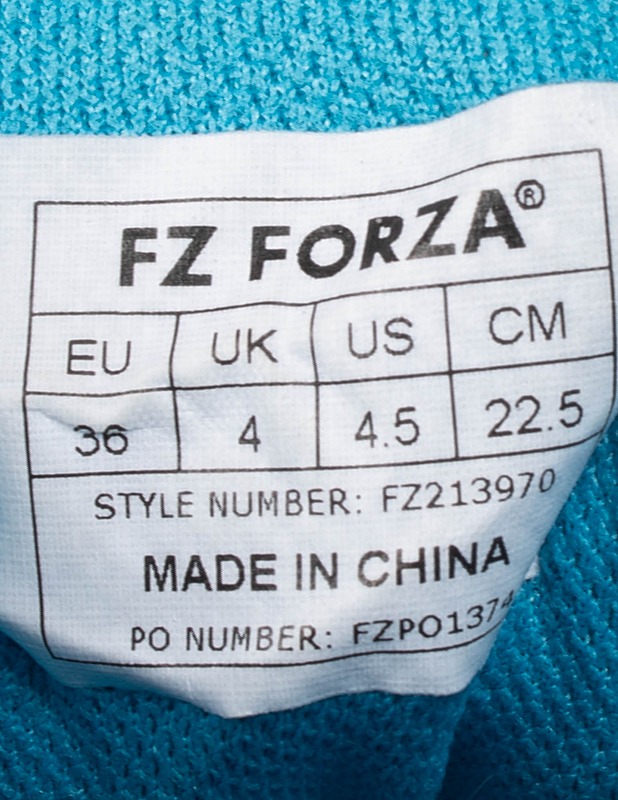 FZ FORZA®
EU UK US CM
36 4 4.5 22.5
STYLE NUMBER: FZ213970
MADE IN CHINA
PO NUMBER: FZPO1374